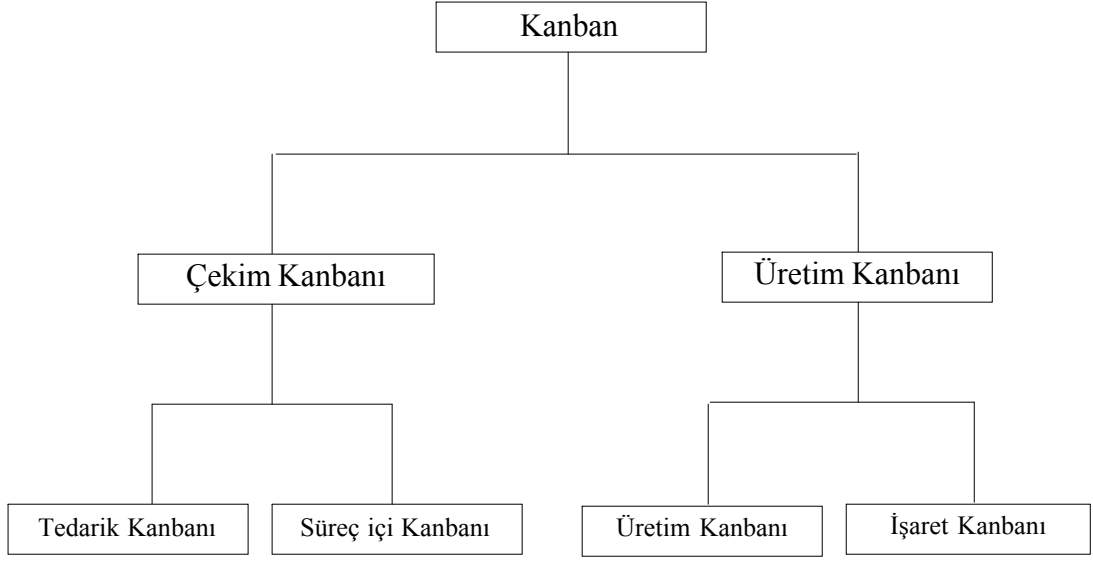 Kanban
Çekim Kanbanı
Üretim Kanbanı
Tedarik Kanbanı
Süreç içi Kanbanı
Üretim Kanbanı
İşaret Kanbanı